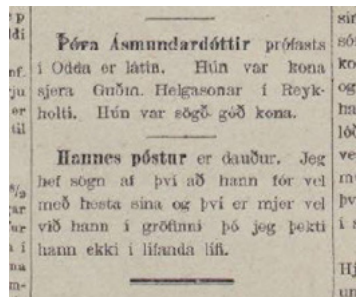 Þóra Ásmundardóttir prófasts
í Odda er látin. Hún var kona
sjera Guðm. Helgasonar í Reyk-
holti. Hún var sögð góð kona.
Hannes póstur er dauður. Jeg
hef sögn af því að hann fór vel
með hesta sína og því er mjer vel
við hann í gröfinni þó jeg þekti
hann ekki í lifanda lífi.